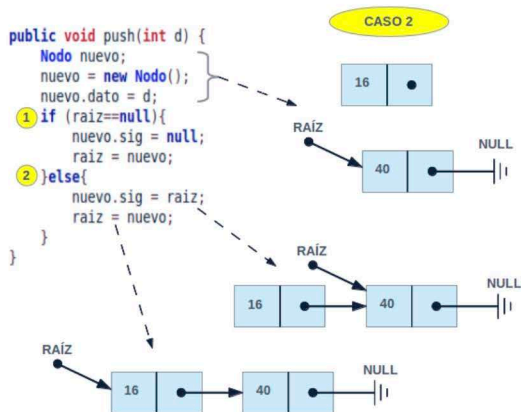 CASO 2
public void push(int d) {
Nodo nuevo;
nuevo = new Nodo();
nuevo.dato = d;
1 if (raiz==null){
nuevo.sig = null;
raiz = nuevo;
2 }else{
nuevo.sig = raiz;
raiz = nuevo;
}
}
16
RAÍZ
NULL
40
RAÍZ
NULL
16
40
RAÍZ
NULL
16
40